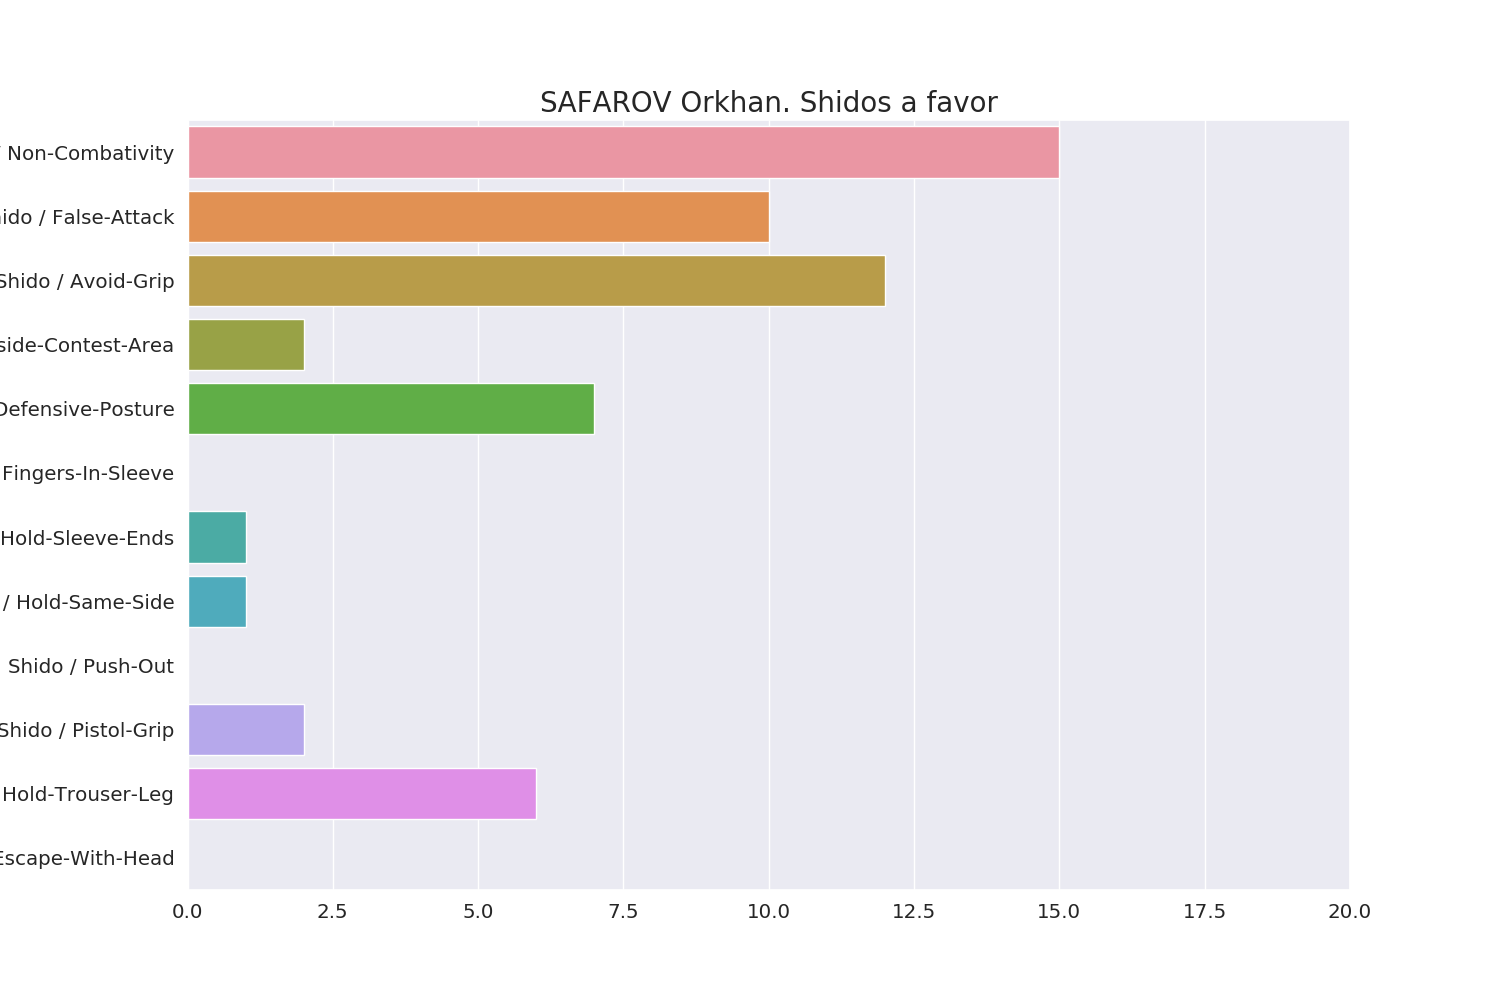 SAFAROV Orkhan. Shidos a favor
/ Non-Combativity
ido / False-Attack
Shido / Avoid-Grip
side-Contest-Area
Defensive-Posture
Fingers-In-Sleeve
Hold-Sleeve-Ends
/ Hold-Same-Side
Shido / Push-Out
Shido / Pistol-Grip
Hold-Trouser-Leg
Escape-With-Head
0.0 2.5 5.0 7.5 10.0 12.5 15.0 17.5 20.0